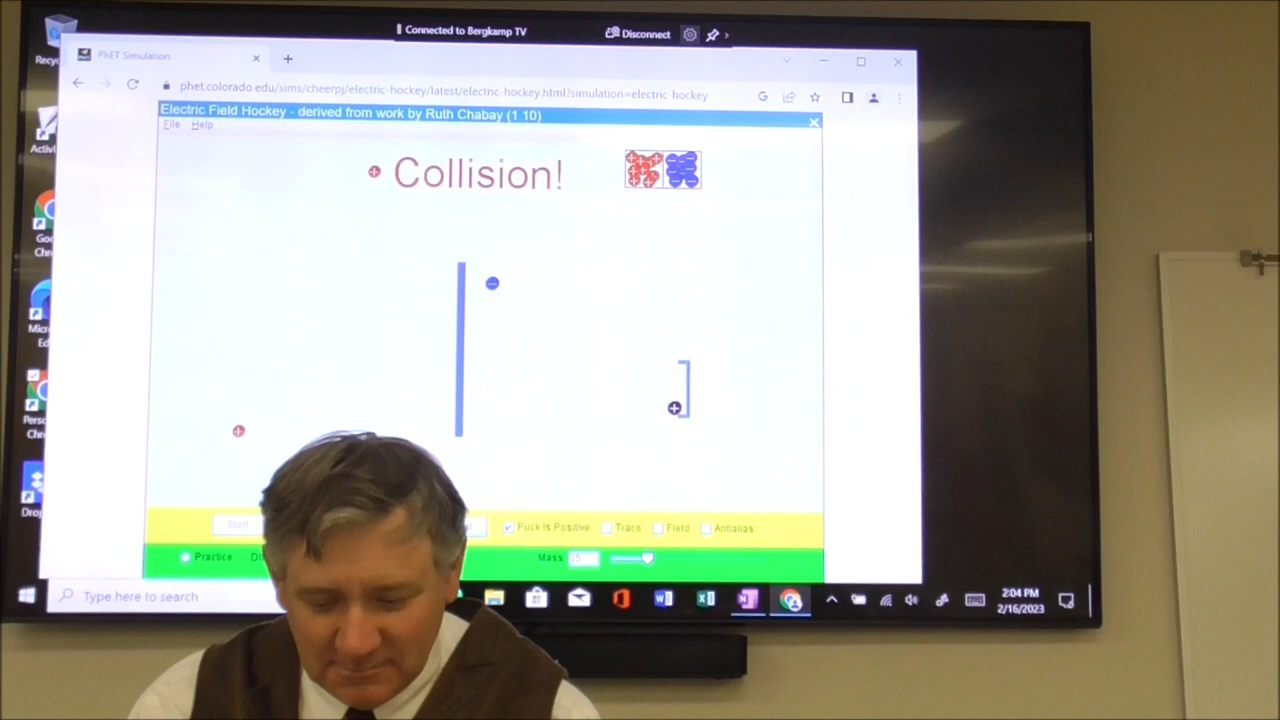 Connected to Bergkamp TV
Disconnect
PhET Simulation
phet.colorado.edu/sims/cheerpj/electric-hockey/latest/electric-hockey.html?simulation=electric-hockey
Electric Field Hockey - derived from work by Ruth Chabay (1.10)
File Help
Collision!
Start
Puck Is Positive
Trace
Field
Antialias
Practice
Mass 25
Type here to search
2:04 PM
2/16/2023